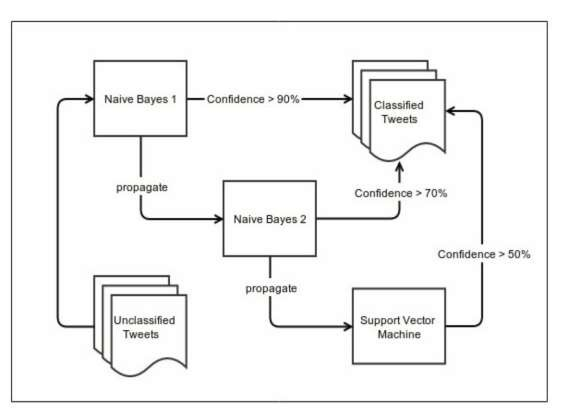 Naive Bayes 1
Confidence > 90%
Classified
Tweets
propagate
Confidence > 70%
Naive Bayes 2
Confidence > 50%
propagate
Unclassified
Tweets
Support Vector
Machine